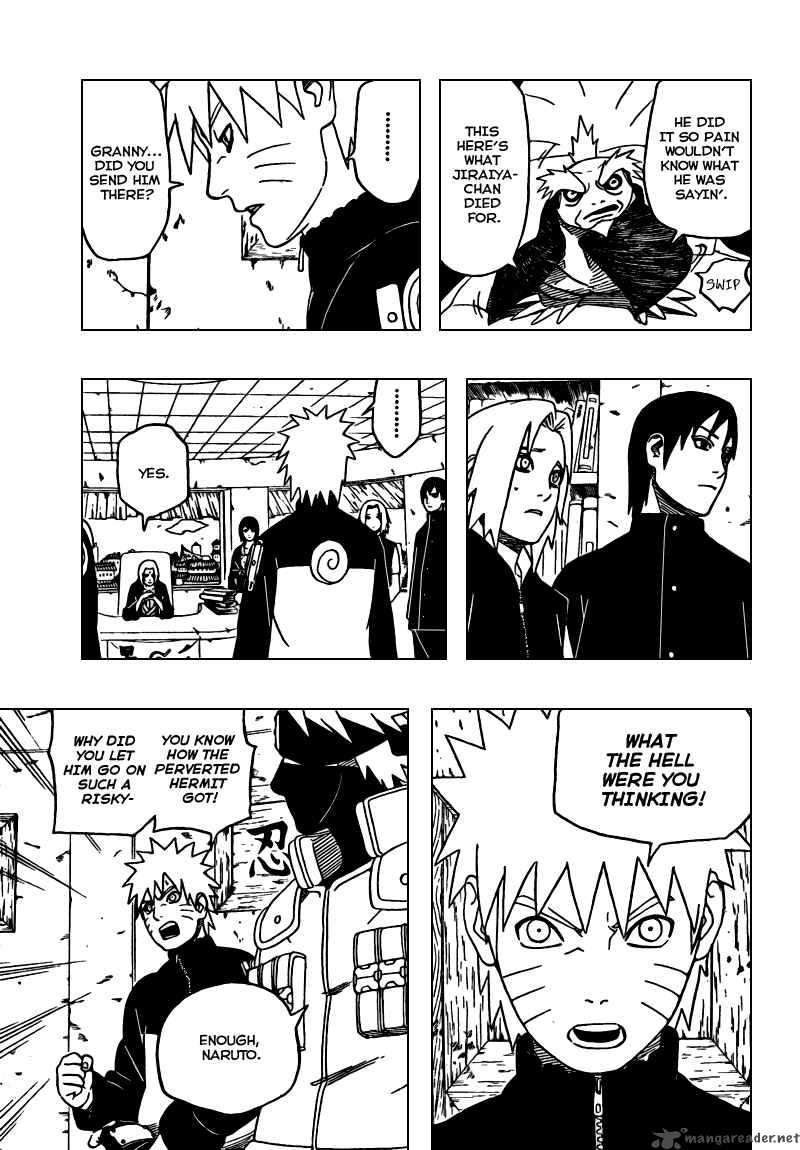 HE DID
IT SO PAIN
WOULDN'T
KNOW WHAT
HE WAS
SAYIN'.
THIS
HERE'S
WHAT
JIRAIYA-
CHAN
DIED
FOR.
SWIP
........
GRANNY...
DID YOU
SEND HIM
THERE?
........
YES.
WHAT
THE HELL
WERE YOU
THINKING!
YOU KNOW
HOW THE
PERVERTED
HERMIT
GOT!
WHY DID
YOU LET
HIM GO ON
SUCH A
RISKY-
忍
ENOUGH,
NARUTO.
mangareader.net